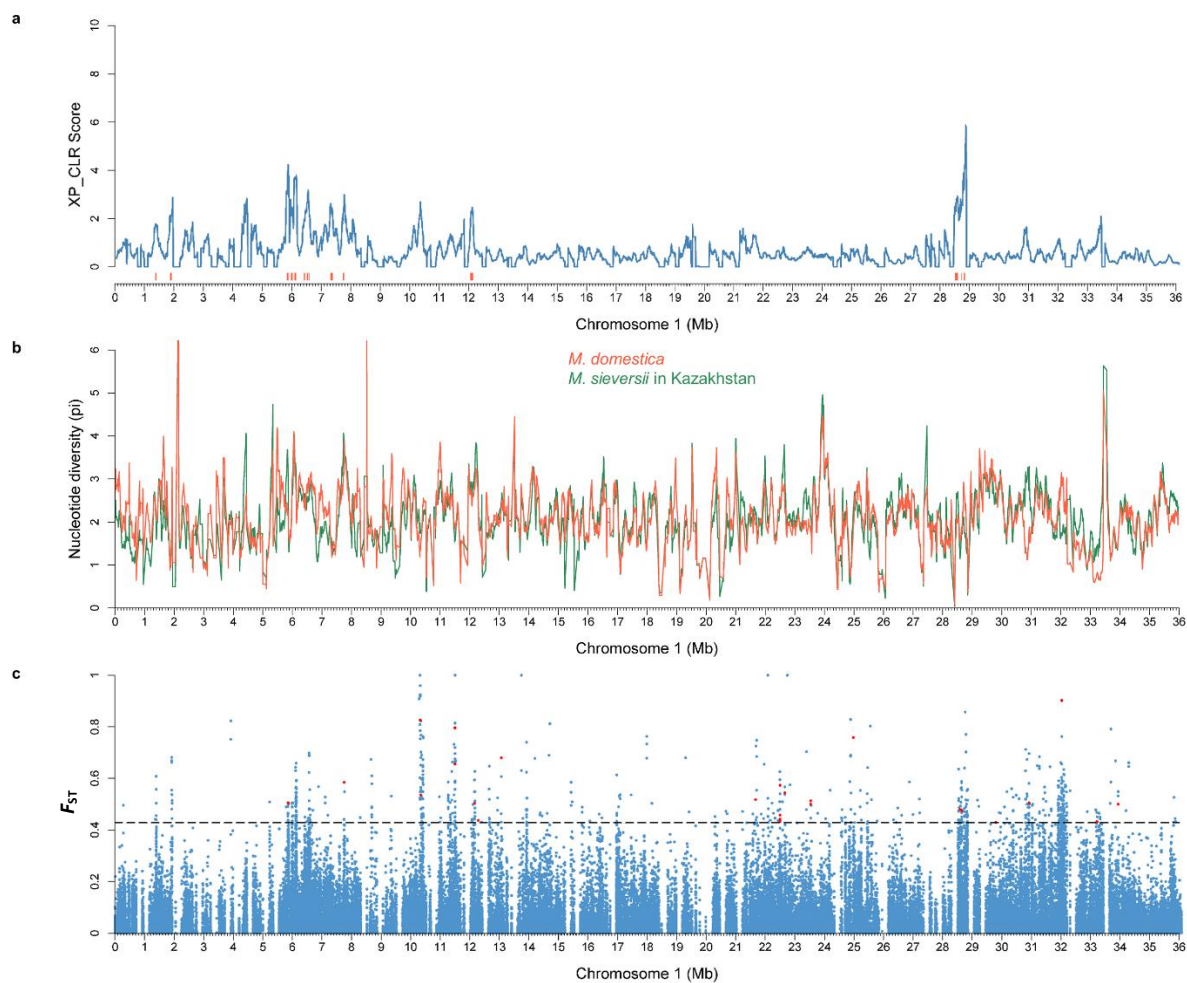 a
10
8
6
4
2
0
XP_CLR Score
0 1 2 3 4 5 6 7 8 9 10 11 12 13 14 15 16 17 18 19 20 21 22 23 24 25 26 27 28 29 30 31 32 33 34 35 36
Chromosome 1 (Mb)
b
6
5
4
3
2
1
0
Nucleotide diversity (pi)
M. domestica
M. sieversii in Kazakhstan
0 1 2 3 4 5 6 7 8 9 10 11 12 13 14 15 16 17 18 19 20 21 22 23 24 25 26 27 28 29 30 31 32 33 34 35 36
Chromosome 1 (Mb)
c
1
0.8
0.6
0.4
0.2
0
FST
0 1 2 3 4 5 6 7 8 9 10 11 12 13 14 15 16 17 18 19 20 21 22 23 24 25 26 27 28 29 30 31 32 33 34 35 36
Chromosome 1 (Mb)